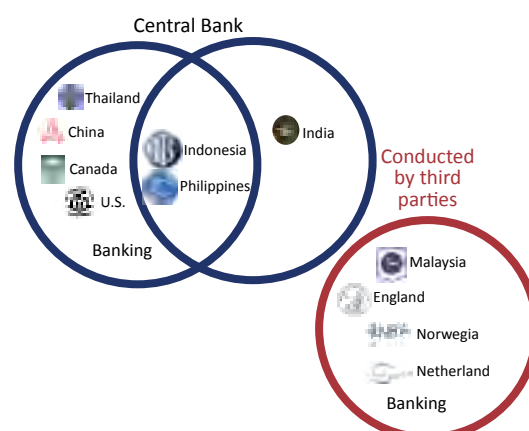 Central Bank
Thailand
China
Canada
U.S.
Banking
Indonesia
Philippines
India
Conducted
by third
parties
Malaysia
England
Norwegia
Netherland
Banking